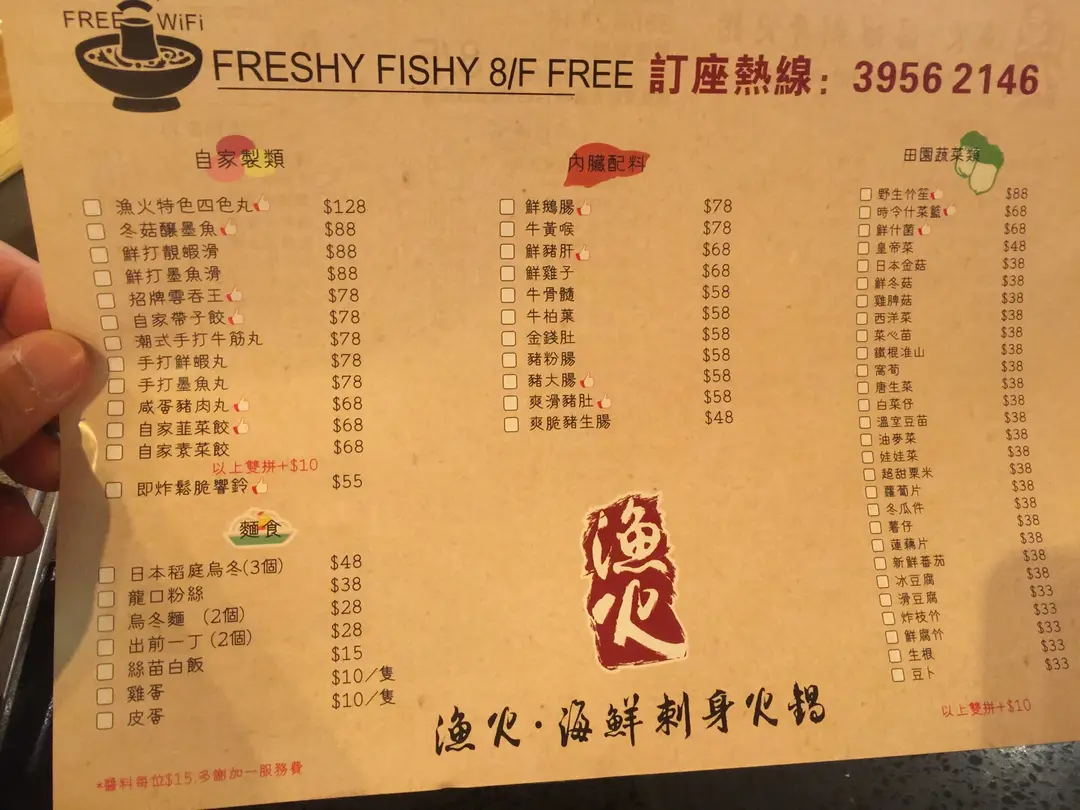 FREE WiFi
FRESHY FISHY 8/F FREE 訂座熱線: 3956 2146
自家製類
漁火特色四色丸 $128
冬菇釀墨魚 $88
鮮打靚蝦滑 $88
鮮打墨魚滑 $88
招牌雲吞王 $78
自家帶子餃 $78
潮式手打牛筋丸 $78
手打鮮蝦丸 $78
手打墨魚丸 $78
咸蛋豬肉丸 $68
自家韮菜餃 $68
自家素菜餃 $68
以上雙拼+$10
即炸鬆脆響鈴 $55
麵食
日本稻庭烏冬(3個) $48
龍口粉絲 $38
烏冬麵 (2個) $28
出前一丁 (2個) $28
絲苗白飯 $15
雞蛋 $10/隻
皮蛋 $10/隻
*醬料每位$15,多謝加一服務費
內臟配料
鮮鵝腸 $78
牛黃喉 $78
鮮豬肝 $68
鮮雞子 $68
牛骨髓 $58
牛柏葉 $58
金錢肚 $58
豬粉腸 $58
豬大腸 $58
爽滑豬肚 $58
爽脆豬生腸 $48
漁火
漁火·海鮮刺身火鍋
田園蔬菜類
野生竹笙 $88
時令什菜籃 $68
鮮什菌 $68
皇帝菜 $48
日本金菇 $38
鮮冬菇 $38
雞脾菇 $38
西洋菜 $38
菜心苗 $38
鐵根准山 $38
窩筍 $38
唐生菜 $38
白菜仔 $38
溫室豆苗 $38
油麥菜 $38
娃娃菜 $38
超甜粟米 $38
蘿蔔片 $38
冬瓜件 $38
薯仔 $38
蓮藕片 $38
新鮮蕃茄 $38
冰豆腐 $38
滑豆腐 $33
炸枝竹 $33
鮮腐竹 $33
生根 $33
豆卜 $33
以上雙拼+$10